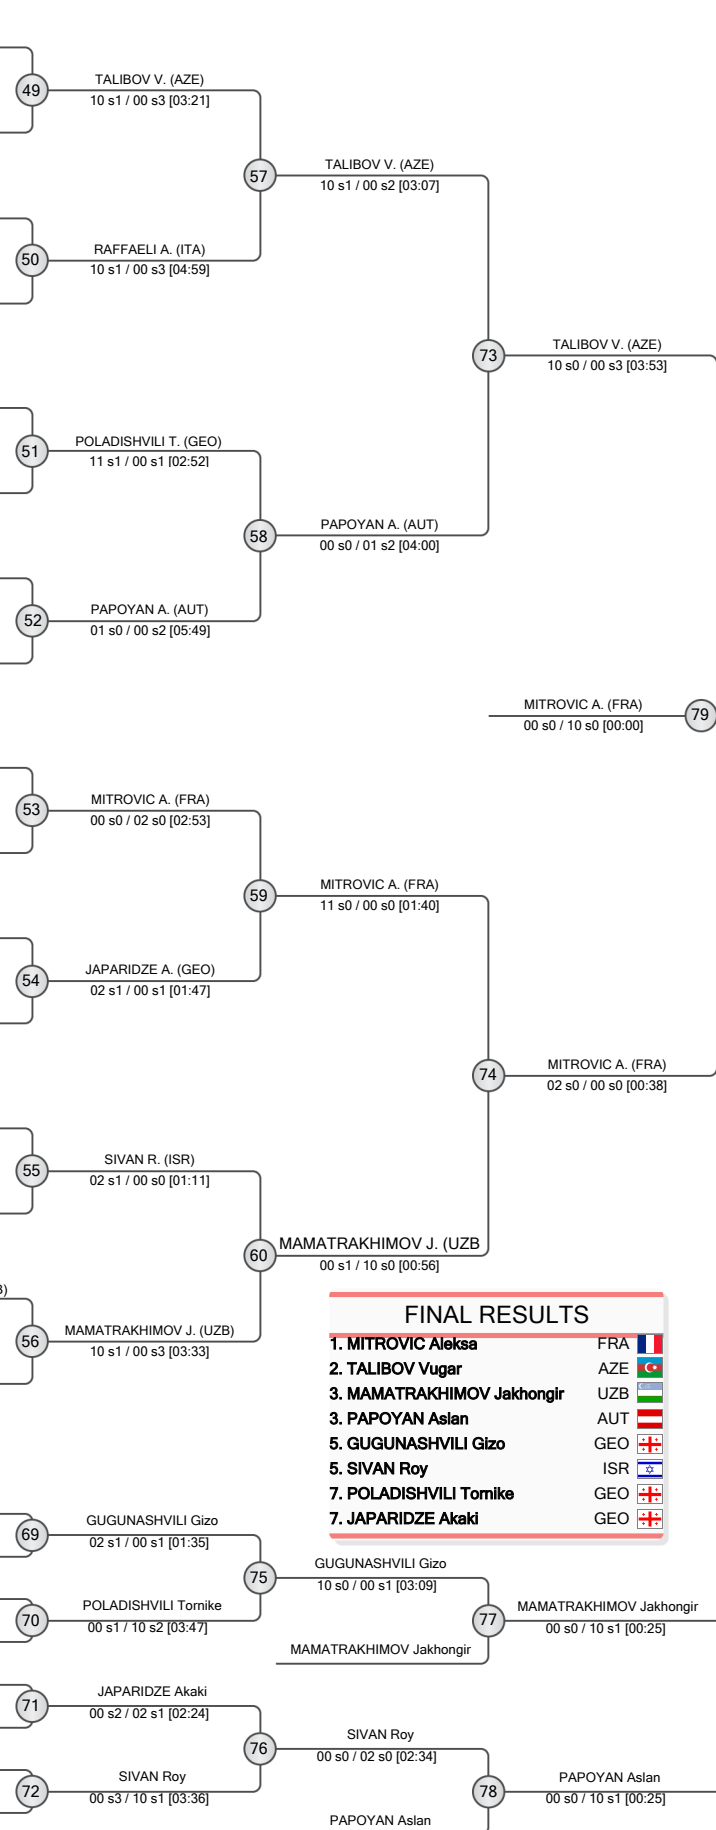 TALIBOV V. (AZE)
49
10 s1 / 00 s3 [03:21]
TALIBOV V. (AZE)
57
10 s1 / 00 s2 [03:07]
RAFFAELI A. (ITA)
50
10 s1 / 00 s3 [04:59]
TALIBOV V. (AZE)
73
10 s0 / 00 s3 [03:53]
POLADISHVILI T. (GEO)
51
11 s1 / 00 s1 [02:52]
PAPOYAN A. (AUT)
58
00 s0 / 01 s2 [04:00]
PAPOYAN A. (AUT)
52
01 s0 / 00 s2 [05:49]
MITROVIC A. (FRA)
79
00 s0 / 10 s0 [00:00]
MITROVIC A. (FRA)
53
00 s0 / 02 s0 [02:53]
MITROVIC A. (FRA)
59
11 s0 / 00 s0 [01:40]
JAPARIDZE A. (GEO)
54
02 s1 / 00 s1 [01:47]
MITROVIC A. (FRA)
74
02 s0 / 00 s0 [00:38]
SIVAN R. (ISR)
55
02 s1 / 00 s0 [01:11]
MAMATRAKHIMOV J. (UZB
60
00 s1 / 10 s0 [00:56]
)
MAMATRAKHIMOV J. (UZB)
56
10 s1 / 00 s3 [03:33]
FINAL RESULTS
1. MITROVIC Aleksa FRA
2. TALIBOV Vugar AZE
3. MAMATRAKHIMOV Jakhongir UZB
3. PAPOYAN Aslan AUT
5. GUGUNASHVILI Gizo GEO
5. SIVAN Roy ISR
7. POLADISHVILI Tornike GEO
7. JAPARIDZE Akaki GEO
GUGUNASHVILI Gizo
69
02 s1 / 00 s1 [01:35]
GUGUNASHVILI Gizo
75
10 s0 / 00 s1 [03:09]
POLADISHVILI Tornike
70
00 s1 / 10 s2 [03:47]
MAMATRAKHIMOV Jakhongir
77
00 s0 / 10 s1 [00:25]
MAMATRAKHIMOV Jakhongir
JAPARIDZE Akaki
71
00 s2 / 02 s1 [02:24]
SIVAN Roy
76
00 s0 / 02 s0 [02:34]
SIVAN Roy
72
00 s3 / 10 s1 [03:36]
PAPOYAN Aslan
78
00 s0 / 10 s1 [00:25]
PAPOYAN Aslan